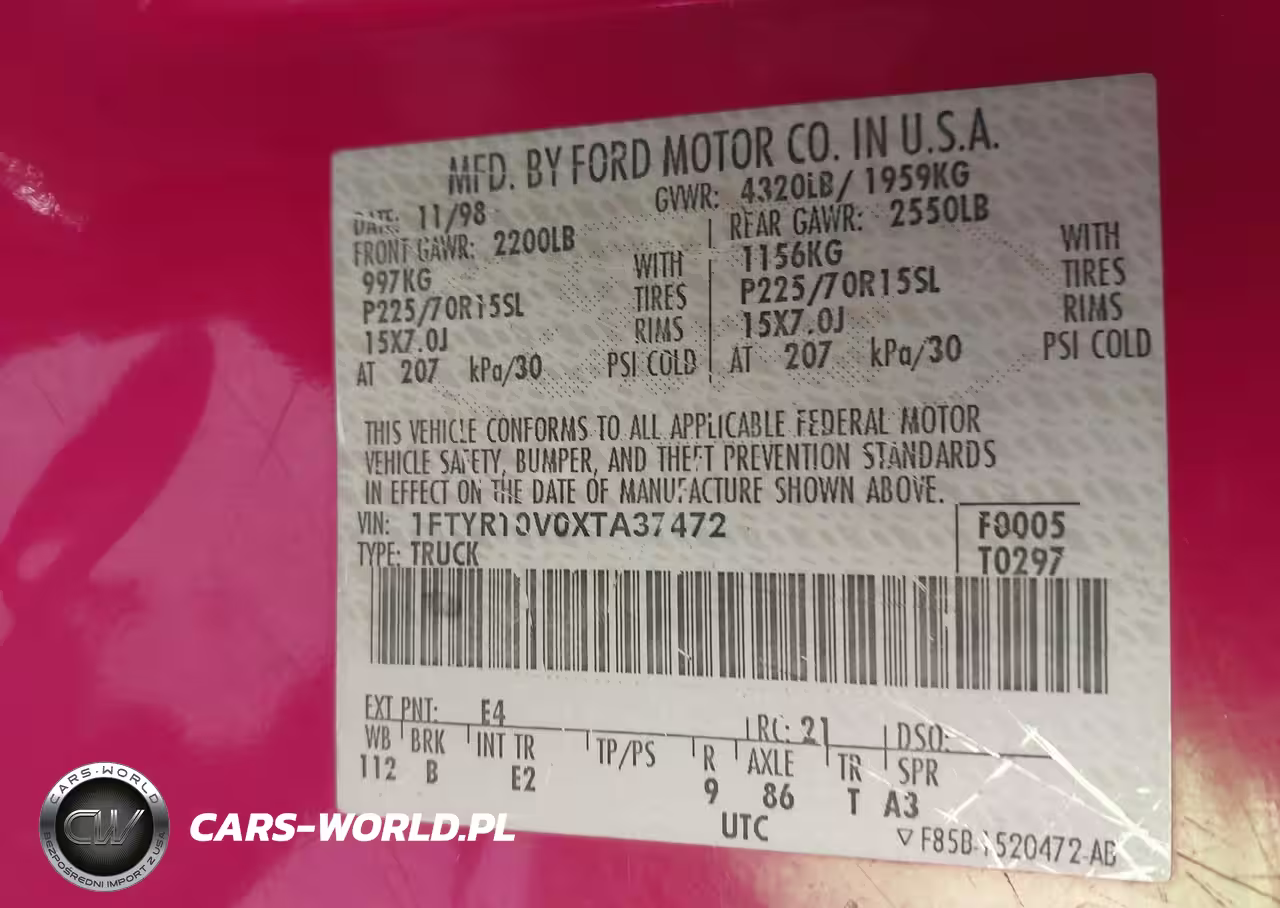 MFD. BY FORD MOTOR CO. IN U.S.A.
DATE: 11/98 GVWR: 4320LB/ 1959KG
FRONT GAWR: 2200LB REAR GAWR: 2550LB
997KG WITH 1156KG WITH
P225/70R15SL TIRES P225/70R15SL TIRES
15X7.0J RIMS 15X7.0J RIMS
AT 207 kPa/30 PSI COLD AT 207 kPa/30 PSI COLD
THIS VEHICLE CONFORMS TO ALL APPLICABLE FEDERAL MOTOR
VEHICLE SAFETY, BUMPER, AND THEFT PREVENTION STANDARDS
IN EFFECT ON THE DATE OF MANUFACTURE SHOWN ABOVE.
VIN: 1FTYR10V0XTA37472 F0005
TYPE: TRUCK T0297
EXT PNT: E4 RC: 21 DSO:
WB BRK INT TR TP/PS R AXLE TR SPR
112 B E2 9 86 T A3
UTC
▽ F85B-1520472-AB
CARS-WORLD
CW
BEZPOŚREDNI IMPORT Z USA
CARS-WORLD.PL